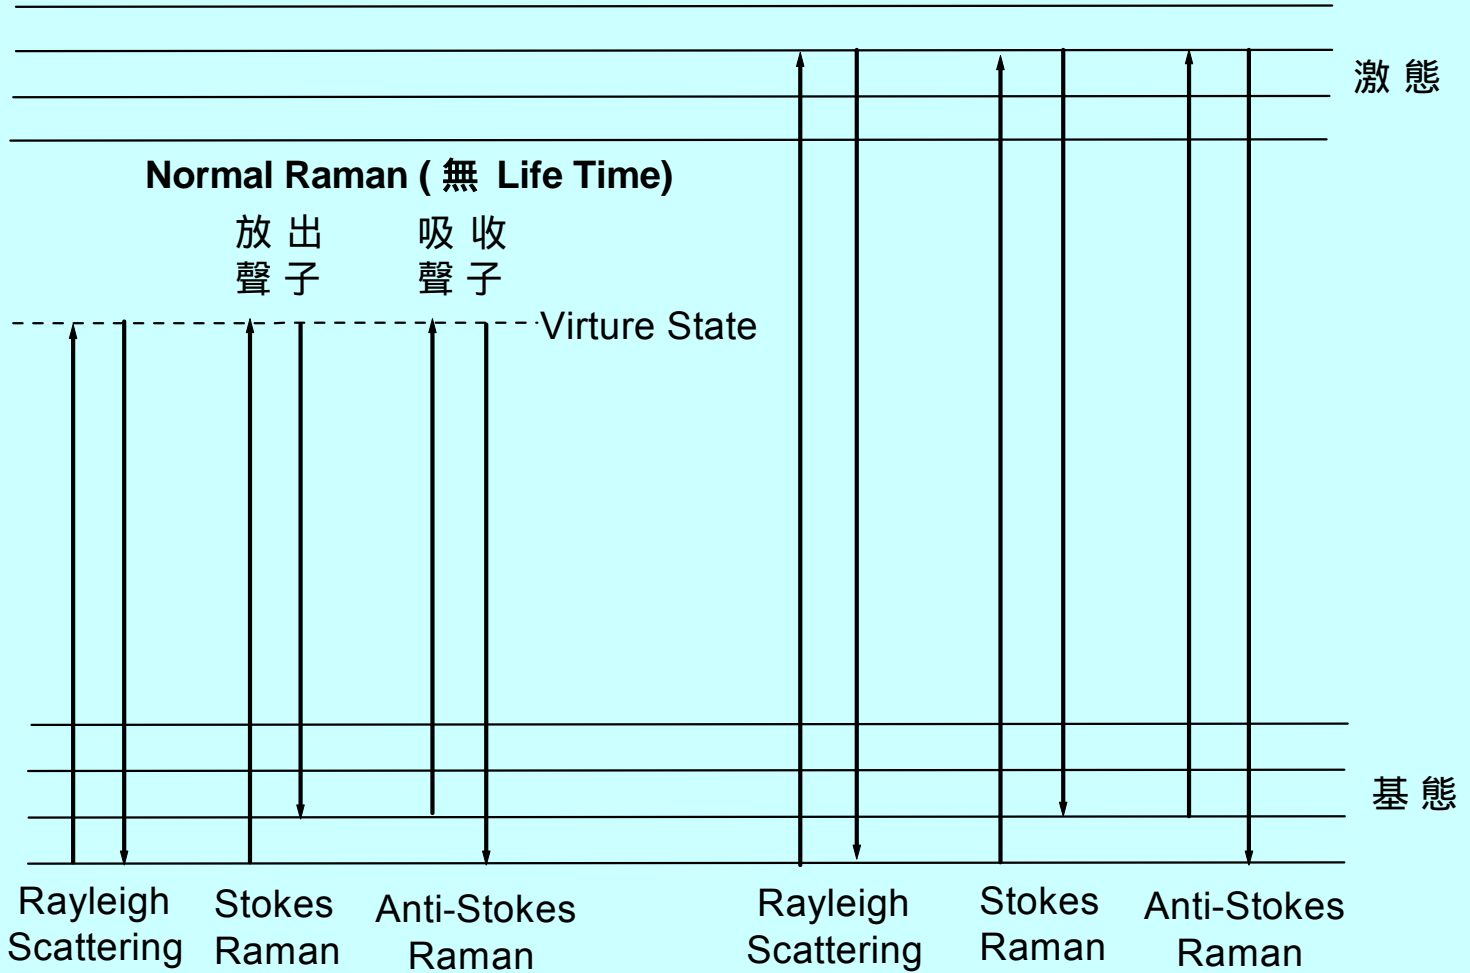 激態
Normal Raman ( 無 Life Time)
放出
聲子
吸收
聲子
Virture State
基態
Rayleigh
Scattering
Stokes
Raman
Anti-Stokes
Raman
Rayleigh
Scattering
Stokes
Raman
Anti-Stokes
Raman